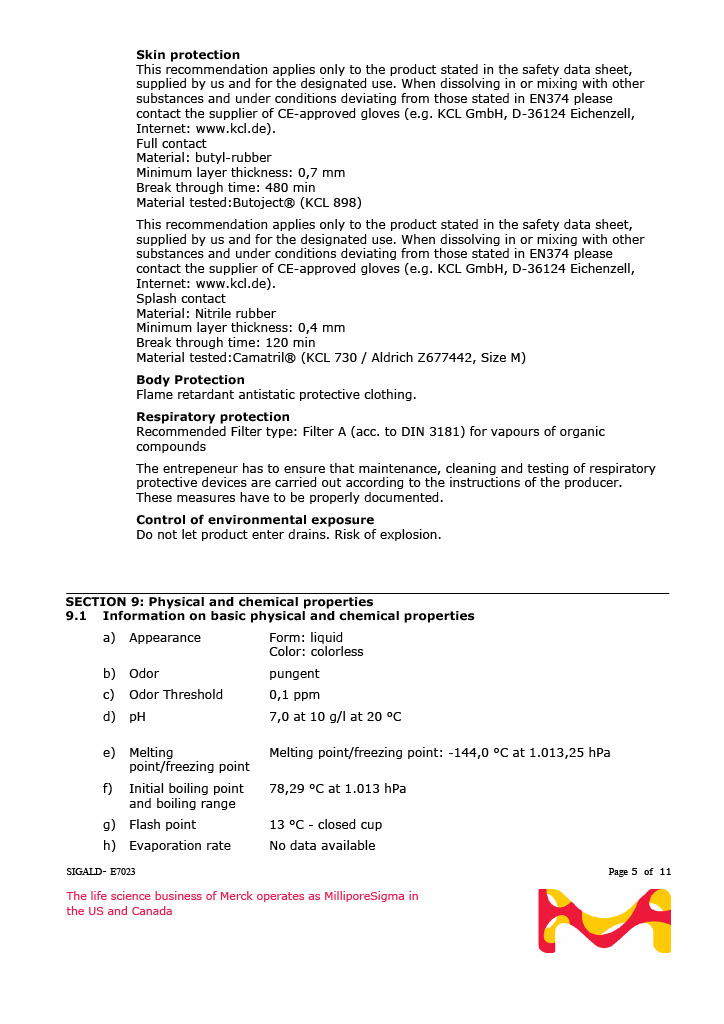 Skin protection
This recommendation applies only to the product stated in the safety data sheet,
supplied by us and for the designated use. When dissolving in or mixing with other
substances and under conditions deviating from those stated in EN374 please
contact the supplier of CE-approved gloves (e.g. KCL GmbH, D-36124 Eichenzell,
Internet: www.kcl.de).
Full contact
Material: butyl-rubber
Minimum layer thickness: 0,7 mm
Break through time: 480 min
Material tested:Butoject® (KCL 898)
This recommendation applies only to the product stated in the safety data sheet,
supplied by us and for the designated use. When dissolving in or mixing with other
substances and under conditions deviating from those stated in EN374 please
contact the supplier of CE-approved gloves (e.g. KCL GmbH, D-36124 Eichenzell,
Internet: www.kcl.de).
Splash contact
Material: Nitrile rubber
Minimum layer thickness: 0,4 mm
Break through time: 120 min
Material tested:Camatril® (KCL 730 / Aldrich Z677442, Size M)
Body Protection
Flame retardant antistatic protective clothing.
Respiratory protection
Recommended Filter type: Filter A (acc. to DIN 3181) for vapours of organic
compounds
The entrepeneur has to ensure that maintenance, cleaning and testing of respiratory
protective devices are carried out according to the instructions of the producer.
These measures have to be properly documented.
Control of environmental exposure
Do not let product enter drains. Risk of explosion.
SECTION 9: Physical and chemical properties
9.1 Information on basic physical and chemical properties
a) Appearance Form: liquid
Color: colorless
b) Odor pungent
c) Odor Threshold 0,1 ppm
d) pH 7,0 at 10 g/l at 20 ºC
e) Melting Melting point/freezing point: -144,0 ºC at 1.013,25 hPa
point/freezing point
f) Initial boiling point 78,29 ºC at 1.013 hPa
and boiling range
g) Flash point 13 ºC - closed cup
h) Evaporation rate No data available
SIGALD- E7023 Page 5 of 11
The life science business of Merck operates as MilliporeSigma in
the US and Canada